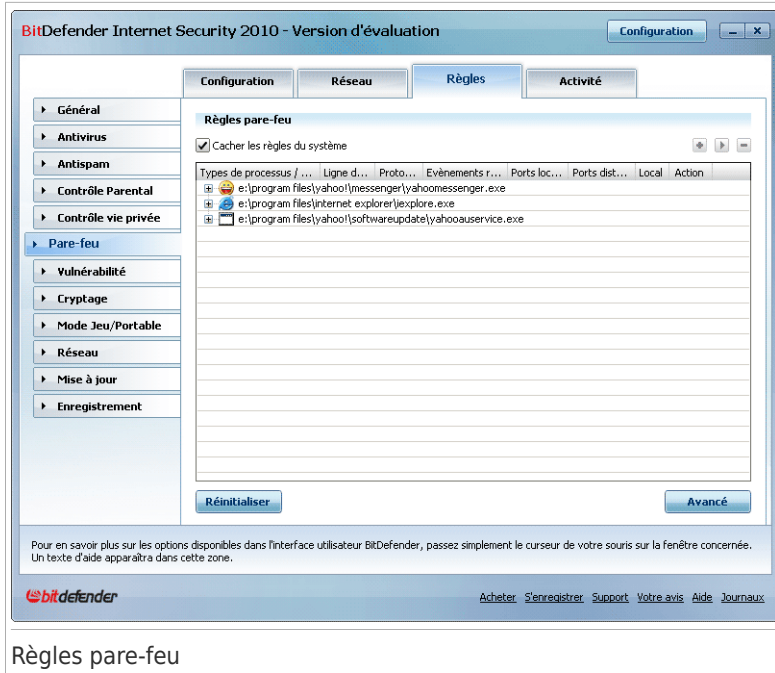 BitDefender Internet Security 2010 - Version d'évaluation
Configuration
Configuration
Réseau
Règles
Activité
Général
Antivirus
Antispam
Contrôle Parental
Contrôle vie privée
Pare-feu
Vulnérabilité
Cryptage
Mode Jeu/Portable
Réseau
Mise à jour
Enregistrement
Règles pare-feu
Cacher les règles du système
Types de processus / ... Ligne d... Proto... Evènements r... Ports loc... Ports dist... Local Action
e:\program files\yahoo!\messenger\yahoomessenger.exe
e:\program files\internet explorer\iexplore.exe
e:\program files\yahoo!\softwareupdate\yahooauservice.exe
Réinitialiser
Avancé
Pour en savoir plus sur les options disponibles dans l'interface utilisateur BitDefender, passez simplement le curseur de votre souris sur la fenêtre concernée.
Un texte d'aide apparaîtra dans cette zone.
bitdefender
Acheter S'enregistrer Support Votre avis Aide Journaux
Règles pare-feu